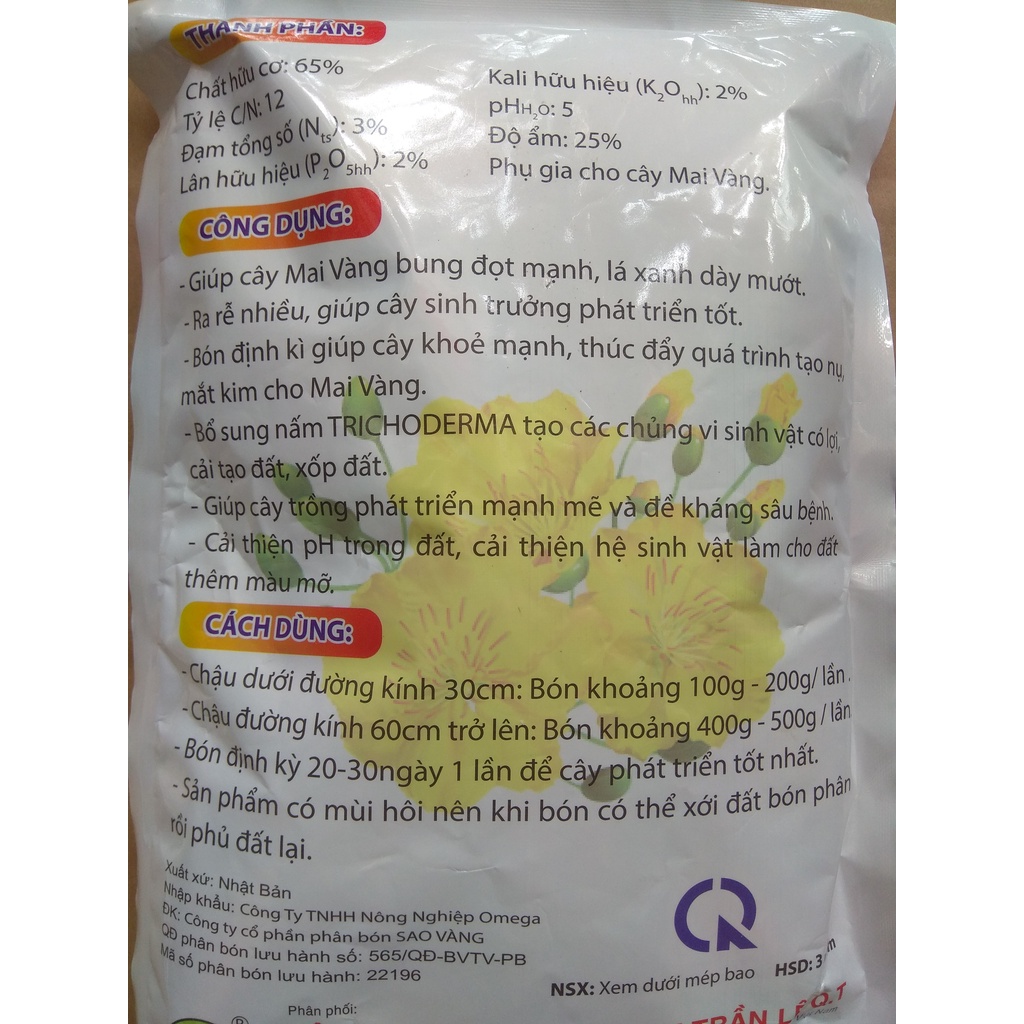 THÀNH PHẦN:
Chất hữu cơ: 65%
Tỷ lệ C/N: 12
Đạm tổng số (Nts): 3%
Lân hữu hiệu (P2O5hh): 2%
Kali hữu hiệu (K2Ohh): 2%
pHH2O: 5
Độ ẩm: 25%
Phụ gia cho cây Mai Vàng.
CÔNG DỤNG:
- Giúp cây Mai Vàng bung đọt mạnh, lá xanh dày mướt.
- Ra rễ nhiều, giúp cây sinh trưởng phát triển tốt.
- Bón định kì giúp cây khoẻ mạnh, thúc đẩy quá trình tạo nụ,
mắt kim cho Mai Vàng.
- Bổ sung nấm TRICHODERMA tạo các chủng vi sinh vật có lợi,
cải tạo đất, xốp đất.
- Giúp cây trồng phát triển mạnh mẽ và đề kháng sâu bệnh.
- Cải thiện pH trong đất, cải thiện hệ sinh vật làm cho đất
thêm màu mỡ.
CÁCH DÙNG:
- Chậu dưới đường kính 30cm: Bón khoảng 100g - 200g/ lần.
- Chậu đường kính 60cm trở lên: Bón khoảng 400g - 500g / lần
- Bón định kỳ 20-30ngày 1 lần để cây phát triển tốt nhất.
- Sản phẩm có mùi hôi nên khi bón có thể xới đất bón phân
rồi phủ đất lại.
Xuất xứ: Nhật Bản
Nhập khẩu: Công Ty TNHH Nông Nghiệp Omega
ĐK: Công ty cổ phần phân bón SAO VÀNG
QĐ phân bón lưu hành số: 565/QĐ-BVTV-PB
Mã số phân bón lưu hành: 22196
NSX: Xem dưới mép bao HSD: 3
Phân phối:
TRẦN LÊ Q.T